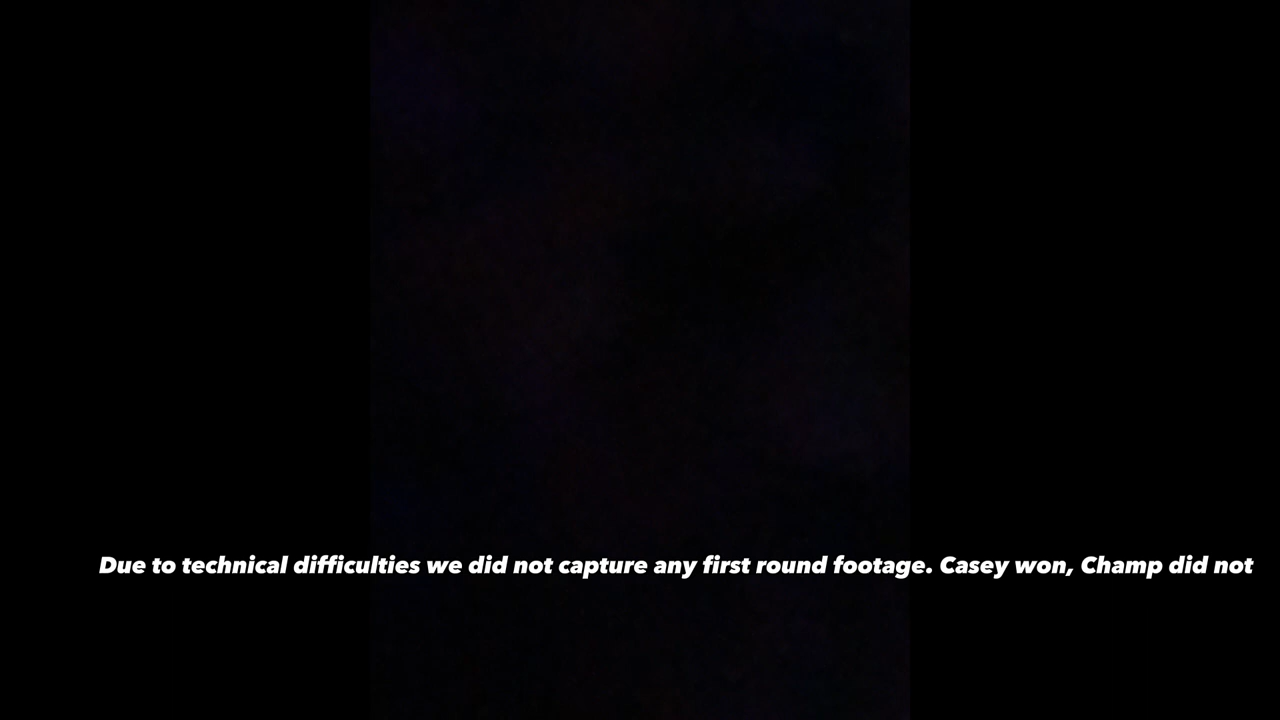 Due to technical difficulties we did not capture any first round footage. Casey won, Champ did not